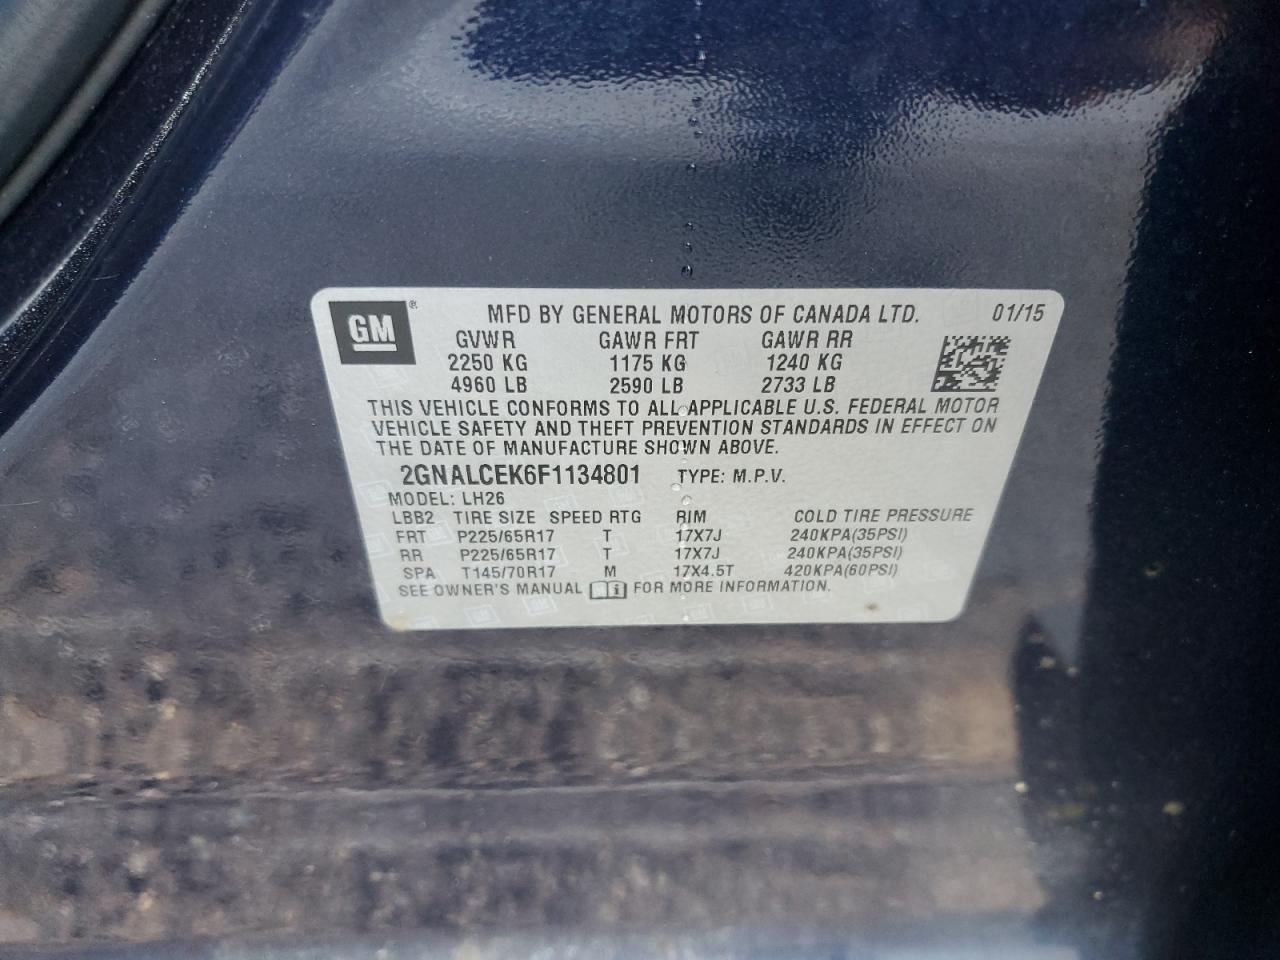 GM®
MFD BY GENERAL MOTORS OF CANADA LTD. 01/15
GVWR GAWR FRT GAWR RR
2250 KG 1175 KG 1240 KG
4960 LB 2590 LB 2733 LB
THIS VEHICLE CONFORMS TO ALL APPLICABLE U.S. FEDERAL MOTOR
VEHICLE SAFETY AND THEFT PREVENTION STANDARDS IN EFFECT ON
THE DATE OF MANUFACTURE SHOWN ABOVE.
2GNALCEK6F1134801 TYPE: M.P.V.
MODEL: LH26
LBB2 TIRE SIZE SPEED RTG RIM COLD TIRE PRESSURE
FRT P225/65R17 T 17X7J 240KPA(35PSI)
RR P225/65R17 T 17X7J 240KPA(35PSI)
SPA T145/70R17 M 17X4.5T 420KPA(60PSI)
SEE OWNER'S MANUAL i FOR MORE INFORMATION.